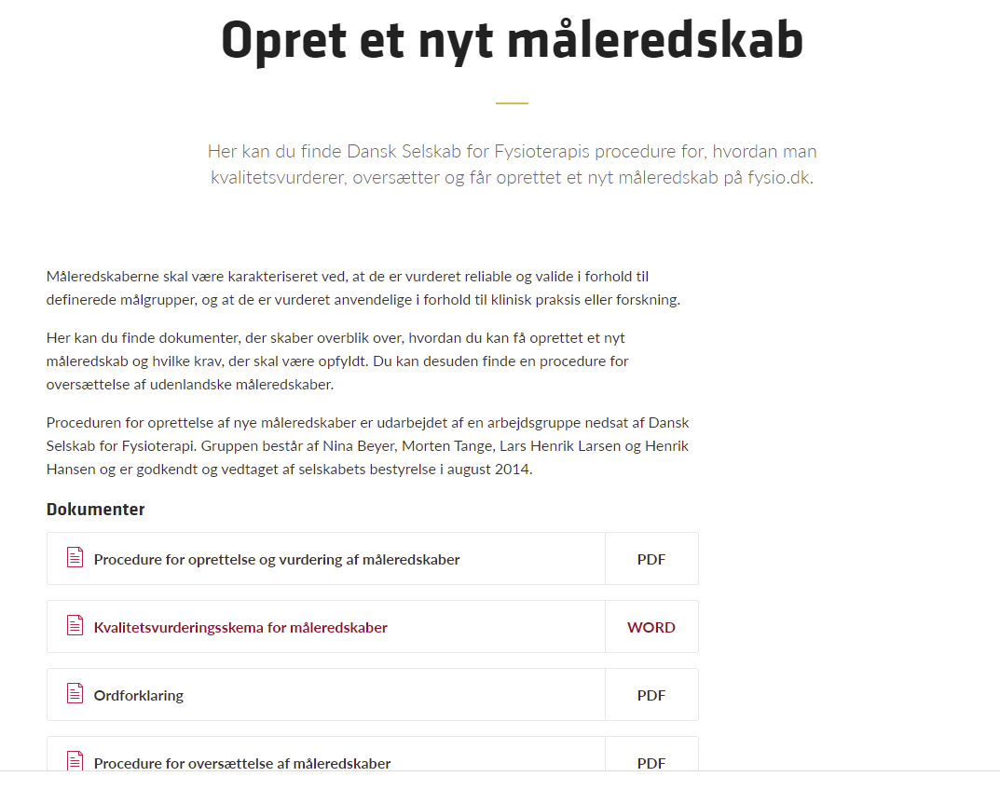 Opret et nyt måleredskab
Her kan du finde Dansk Selskab for Fysioterapis procedure for, hvordan man
kvalitetsvurderer, oversætter og får oprettet et nyt måleredskab på fysio.dk.
Måleredskaberne skal være karakteriseret ved, at de er vurderet reliable og valide i forhold til
definerede målgrupper, og at de er vurderet anvendelige i forhold til klinisk praksis eller forskning.
Her kan du finde dokumenter, der skaber overblik over, hvordan du kan få oprettet et nyt
måleredskab og hvilke krav, der skal være opfyldt. Du kan desuden finde en procedure for
oversættelse af udenlandske måleredskaber.
Proceduren for oprettelse af nye måleredskaber er udarbejdet af en arbejdsgruppe nedsat af Dansk
Selskab for Fysioterapi. Gruppen består af Nina Beyer, Morten Tange, Lars Henrik Larsen og Henrik
Hansen og er godkendt og vedtaget af selskabets bestyrelse i august 2014.
Dokumenter
Procedure for oprettelse og vurdering af måleredskaber PDF
Kvalitetsvurderingsskema for måleredskaber WORD
Ordforklaring PDF
Procedure for oversættelse af måleredskaber PDF